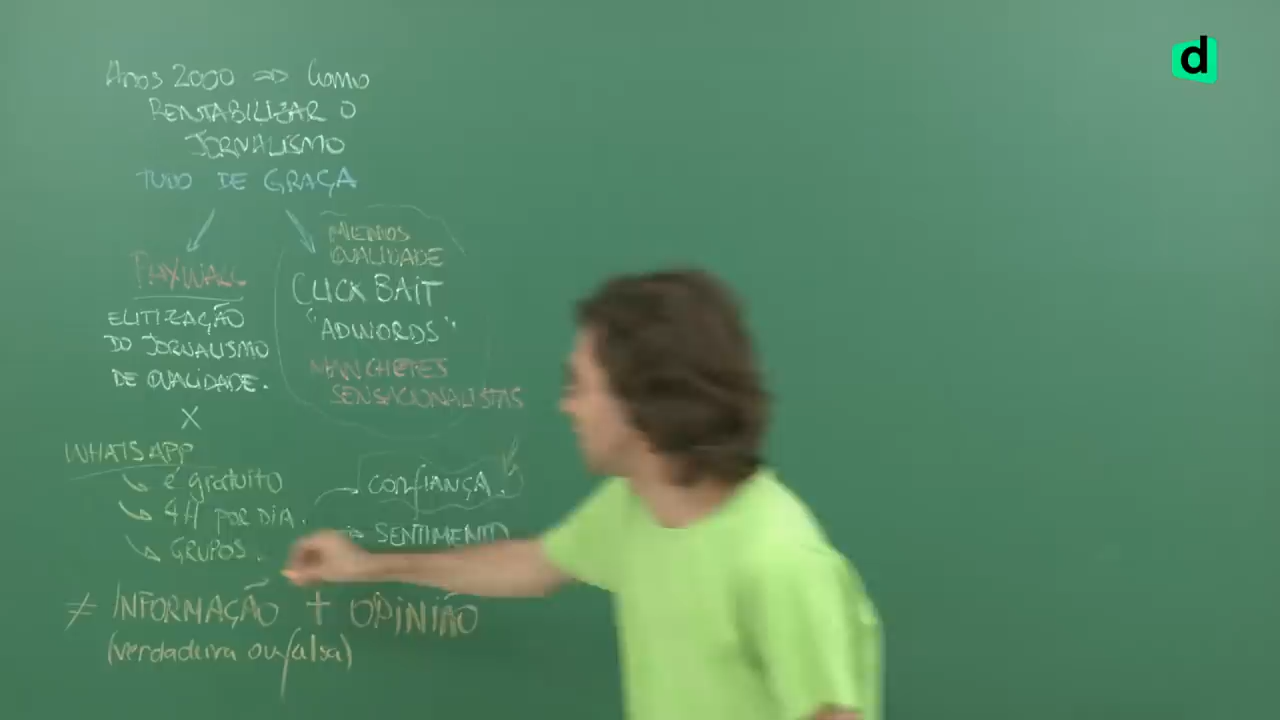 Anos 2000 => Como
RENTABILIZAR O
JORNALISMO
TUDO DE GRAÇA
PAYWALL
ELITIZAÇÃO
DO JORNALISMO
DE QUALIDADE.
X
MENOS
QUALIDADE
CLICK BAIT
"ADWORDS"
MANCHETES
SENSACIONALISTAS
WHATSAPP
é gratuito
4H POR DIA.
GRUPOS.
CONFIANÇA.
SENTIMENTO
≠ INFORMAÇÃO + OPINIÃO
(verdadeira ou falsa)
d